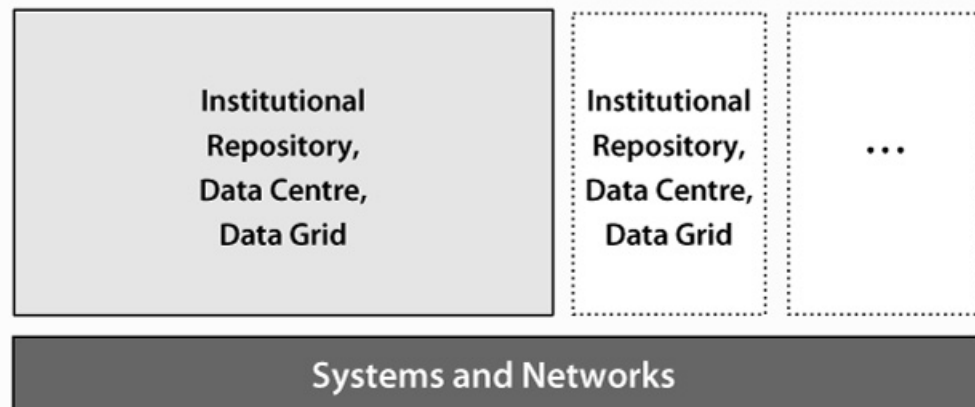 Institutional
Repository,
Data Centre,
Data Grid
Institutional
Repository,
Data Centre,
Data Grid
...
Systems and Networks